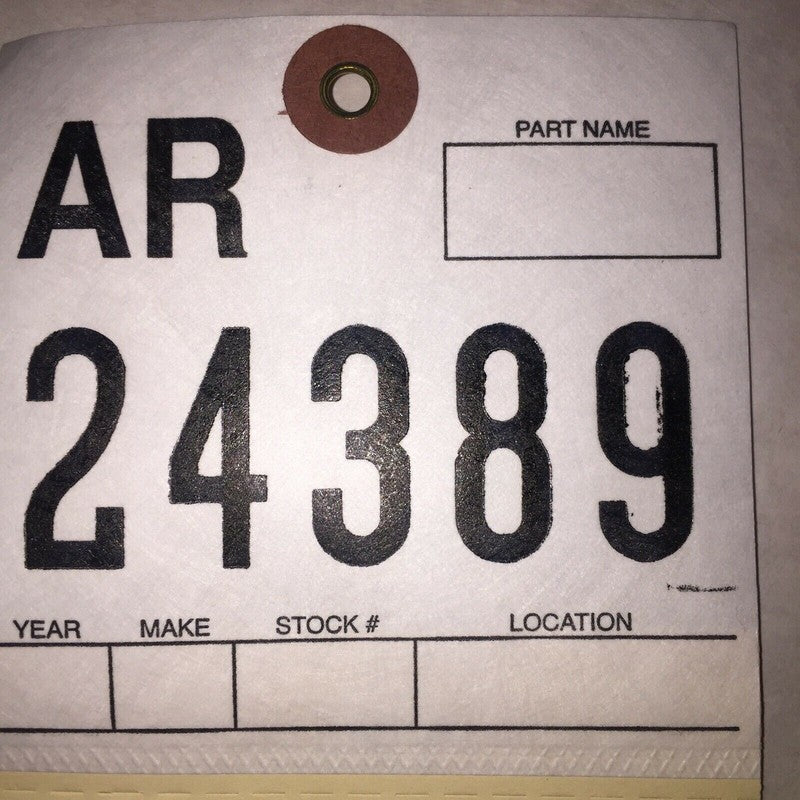 AR
PART NAME
24389
YEAR MAKE STOCK # LOCATION